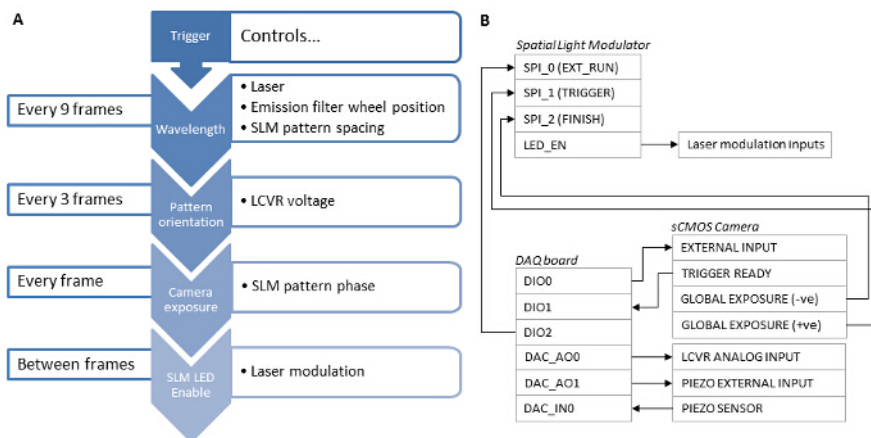 A
Trigger
Controls...
Every 9 frames
Wavelength
• Laser
• Emission filter wheel position
• SLM pattern spacing
Every 3 frames
Pattern
orientation
• LCVR voltage
Every frame
Camera
exposure
• SLM pattern phase
Between frames
SLM LED
Enable
• Laser modulation
B
Spatial Light Modulator
SPI_0 (EXT_RUN)
SPI_1 (TRIGGER)
SPI_2 (FINISH)
LED_EN
Laser modulation inputs
sCMOS Camera
EXTERNAL INPUT
TRIGGER READY
GLOBAL EXPOSURE (-ve)
GLOBAL EXPOSURE (+ve)
DAQ board
DIO0
DIO1
DIO2
DAC_AO0
DAC_AO1
DAC_IN0
LCVR ANALOG INPUT
PIEZO EXTERNAL INPUT
PIEZO SENSOR